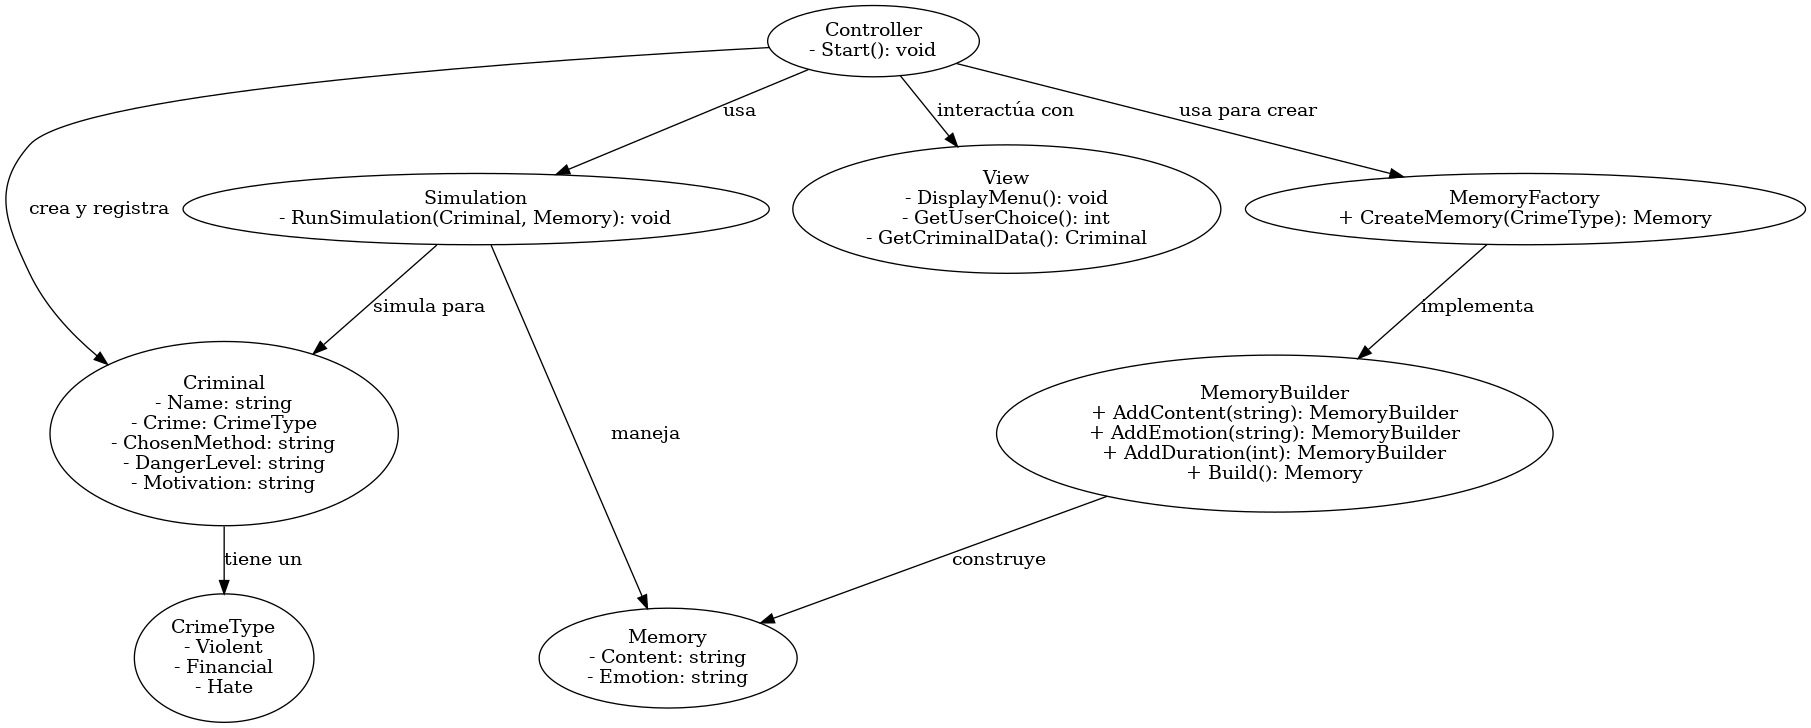 Controller
- Start(): void
usa
interactúa con
usa para crear
crea y registra
Simulation
- RunSimulation(Criminal, Memory): void
View
- DisplayMenu(): void
- GetUserChoice(): int
- GetCriminalData(): Criminal
MemoryFactory
+ CreateMemory(CrimeType): Memory
simula para
implementa
Criminal
- Name: string
- Crime: CrimeType
- ChosenMethod: string
- DangerLevel: string
- Motivation: string
maneja
MemoryBuilder
+ AddContent(string): MemoryBuilder
+ AddEmotion(string): MemoryBuilder
+ AddDuration(int): MemoryBuilder
+ Build(): Memory
tiene un
construye
CrimeType
- Violent
- Financial
- Hate
Memory
- Content: string
- Emotion: string